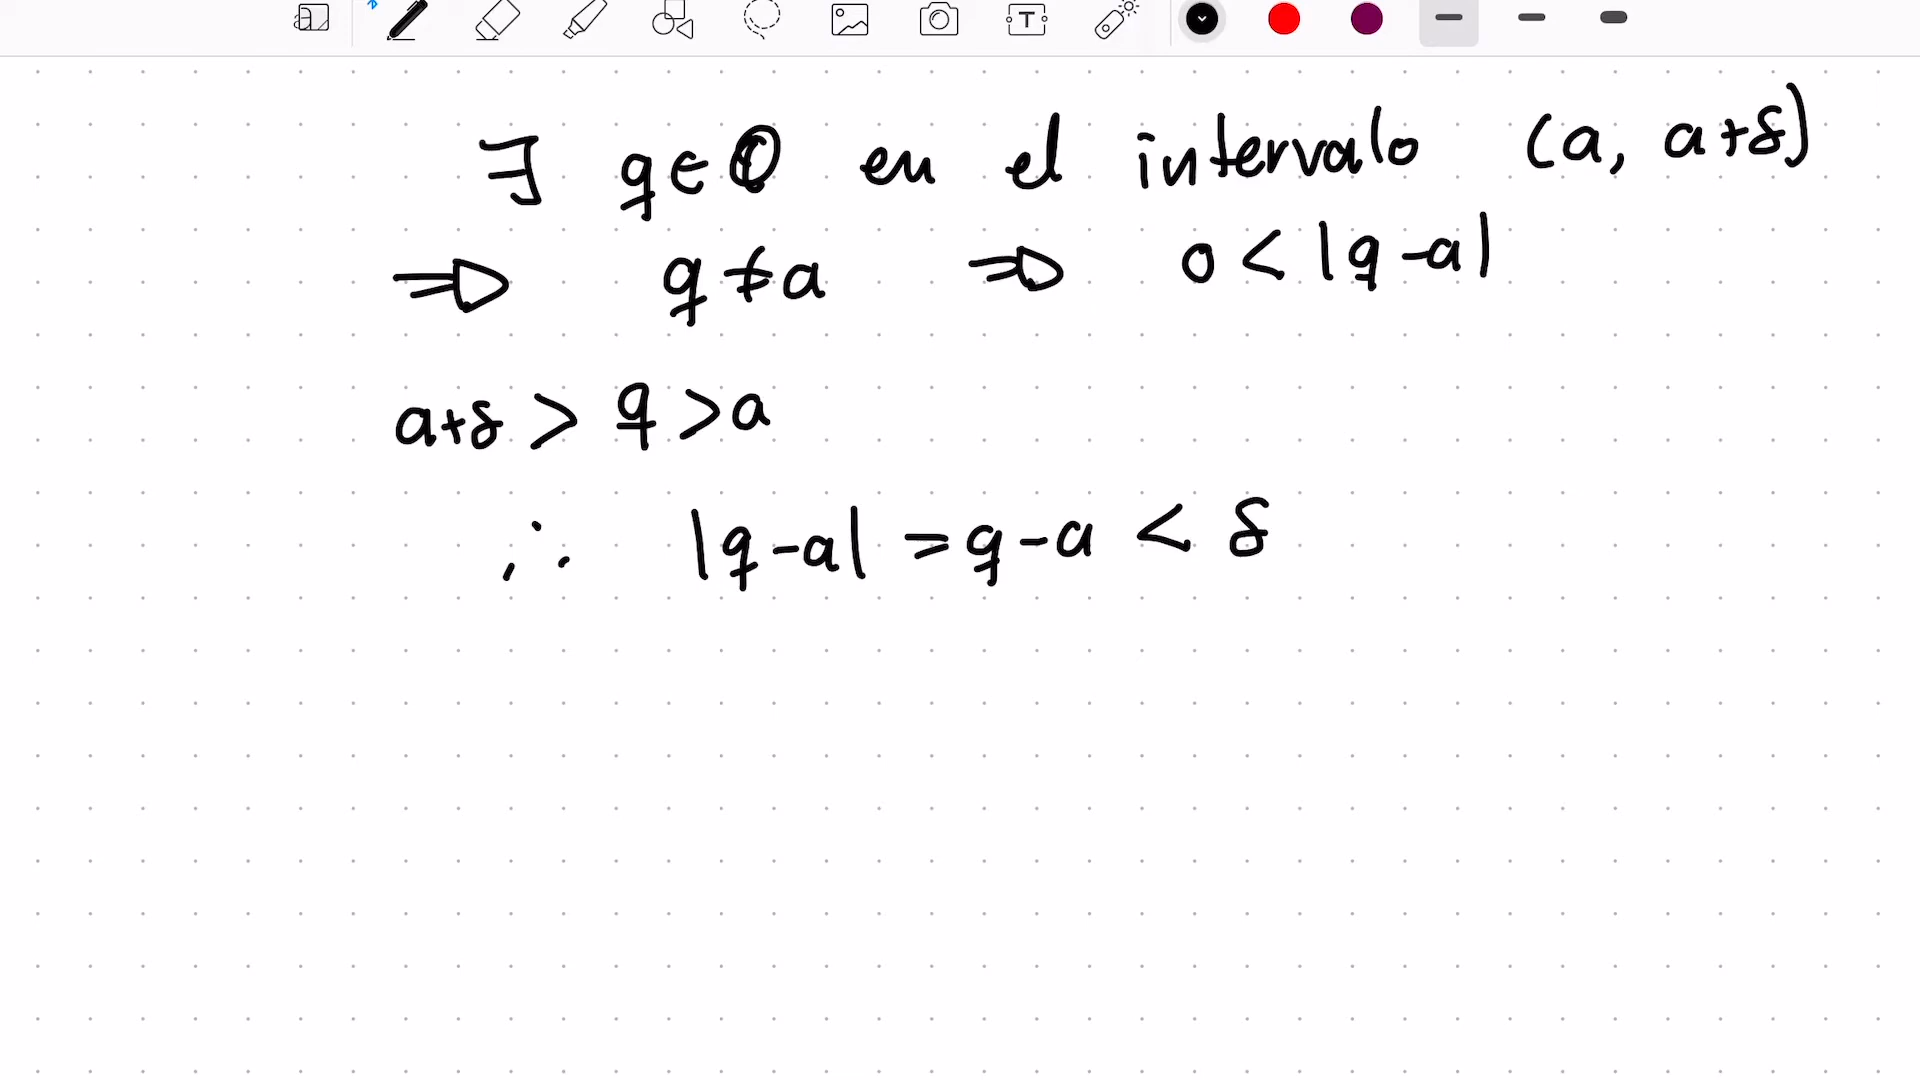 ∃ q∈ℚ en el intervalo (a, a+δ)
⇒ q ≠ a ⇒ 0 < |q-a|
a+δ > q > a
∴ |q-a| = q-a < δ